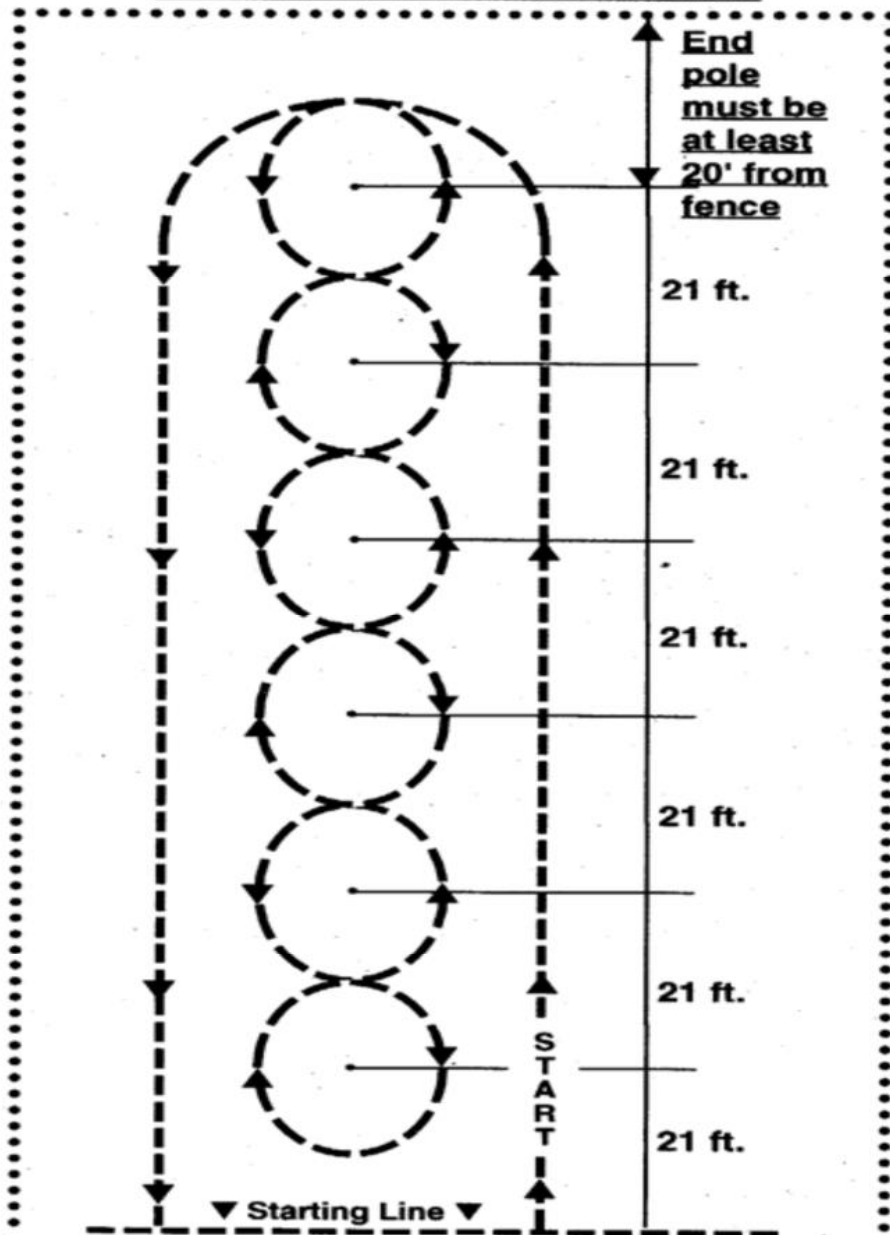 End
pole
must be
at least
20' from
fence
21 ft.
21 ft.
21 ft.
21 ft.
21 ft.
START
21 ft.
Starting Line